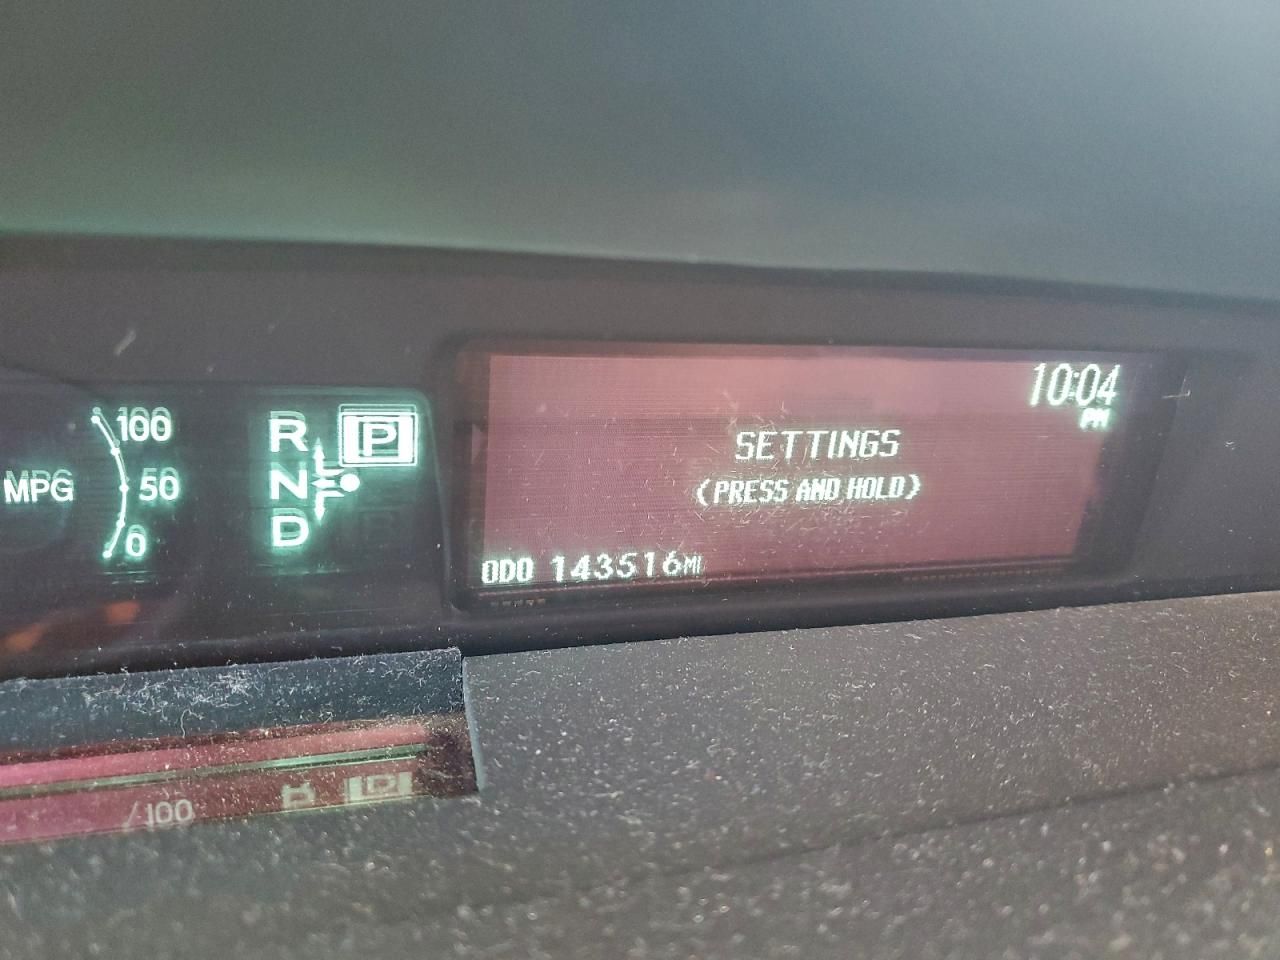 10:04
PM
SETTINGS
(PRESS AND HOLD)
ODO 143516MI
100
MPG 50
0
R P
N
D
/100